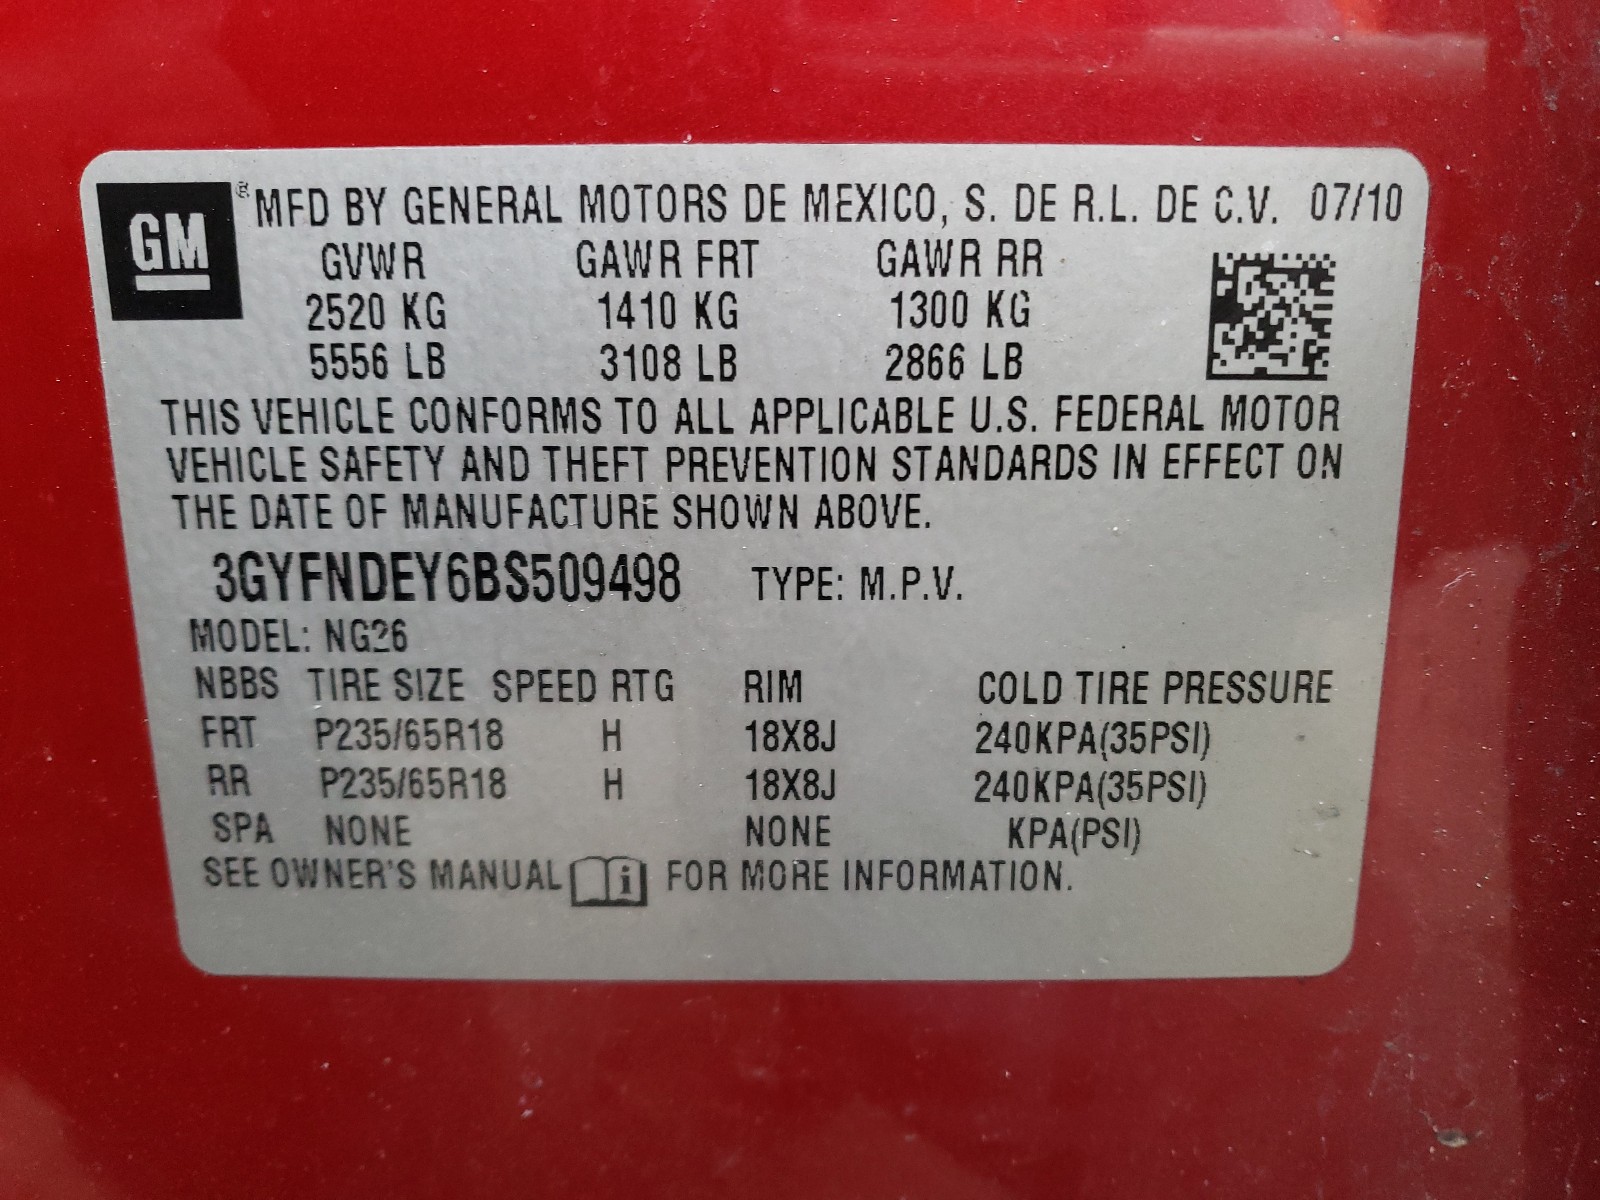 GM ® MFD BY GENERAL MOTORS DE MEXICO, S. DE R.L. DE C.V. 07/10
GVWR GAWR FRT GAWR RR
2520 KG 1410 KG 1300 KG
5556 LB 3108 LB 2866 LB
THIS VEHICLE CONFORMS TO ALL APPLICABLE U.S. FEDERAL MOTOR
VEHICLE SAFETY AND THEFT PREVENTION STANDARDS IN EFFECT ON
THE DATE OF MANUFACTURE SHOWN ABOVE.
3GYFNDEY6BS509498 TYPE: M.P.V.
MODEL: NG26
NBBS TIRE SIZE SPEED RTG RIM COLD TIRE PRESSURE
FRT P235/65R18 H 18X8J 240KPA(35PSI)
RR P235/65R18 H 18X8J 240KPA(35PSI)
SPA NONE NONE KPA(PSI)
SEE OWNER'S MANUAL i FOR MORE INFORMATION.